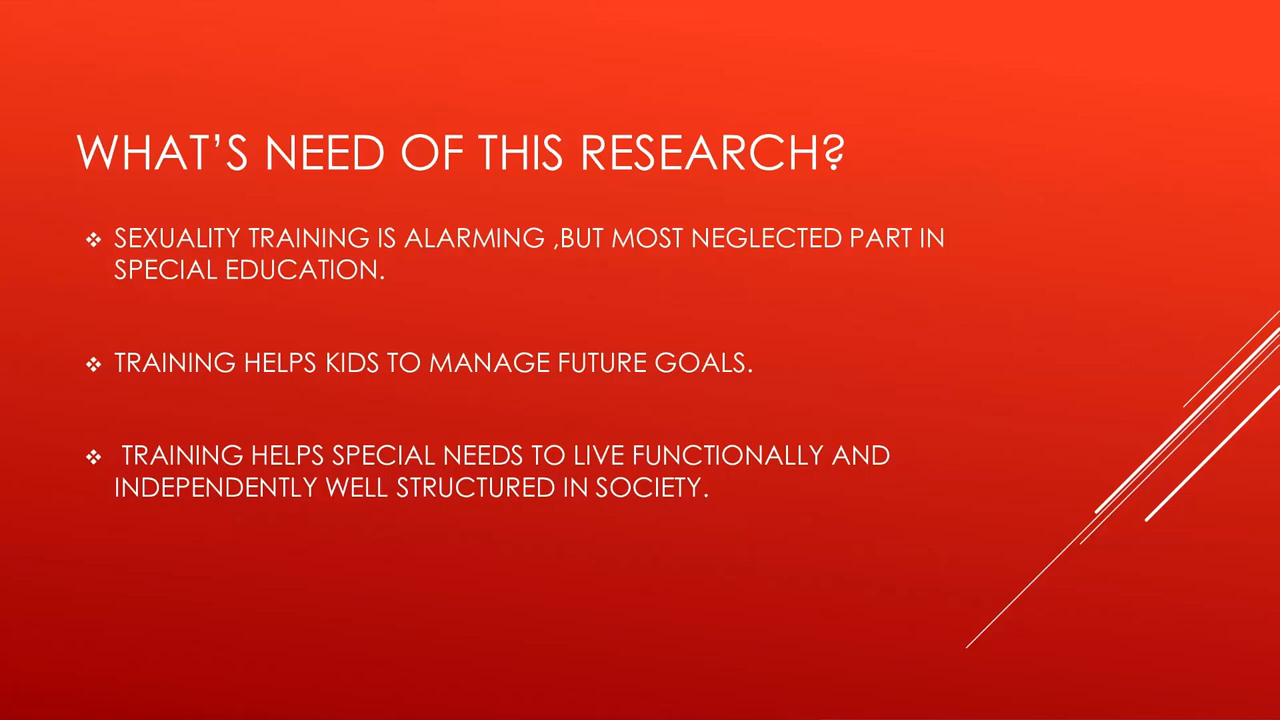 WHAT'S NEED OF THIS RESEARCH?
❖ SEXUALITY TRAINING IS ALARMING ,BUT MOST NEGLECTED PART IN
SPECIAL EDUCATION.
❖ TRAINING HELPS KIDS TO MANAGE FUTURE GOALS.
❖ TRAINING HELPS SPECIAL NEEDS TO LIVE FUNCTIONALLY AND
INDEPENDENTLY WELL STRUCTURED IN SOCIETY.